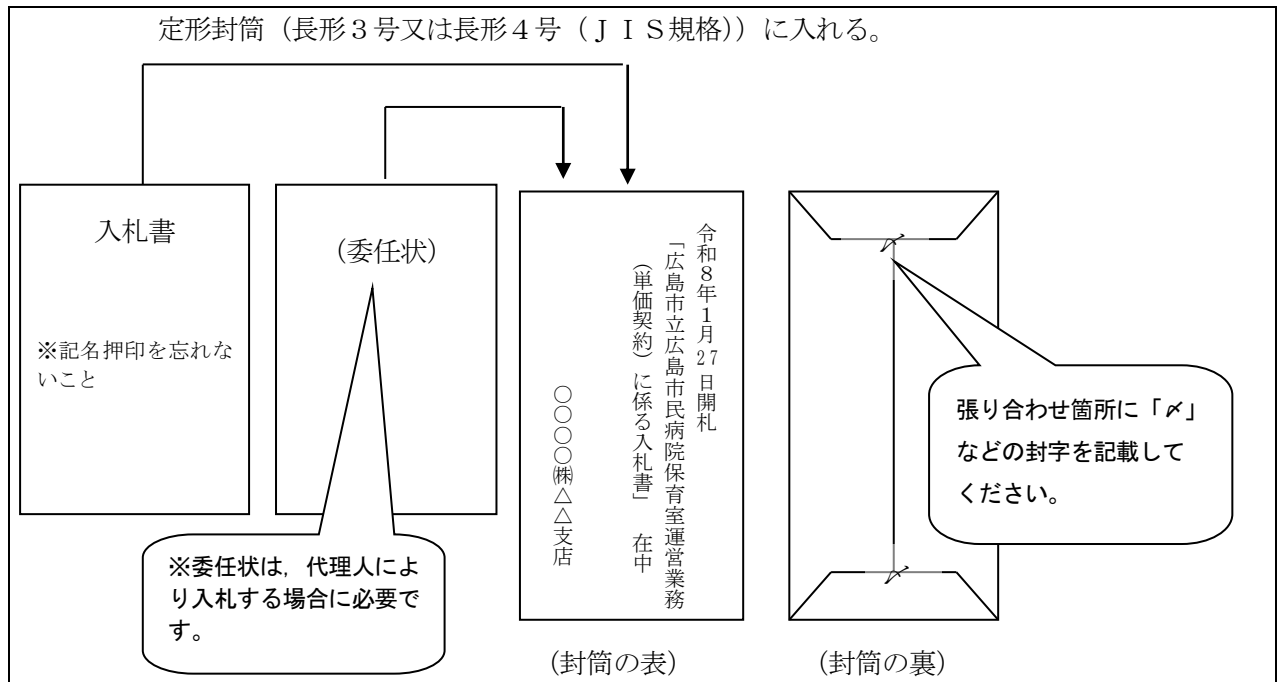 定形封筒（長形３号又は長形４号（ＪＩＳ規格））に入れる。
入札書
※記名押印を忘れな
いこと
（委任状）
※委任状は，代理人によ
り入札する場合に必要で
す。
令和８年１月27日開札
「広島市立広島市民病院保育室運営業務
（単価契約）に係る入札書」　在中
○○○○㈱△△支店
（封筒の表）
〆
〆
張り合わせ箇所に「〆」
などの封字を記載して
ください。
（封筒の裏）